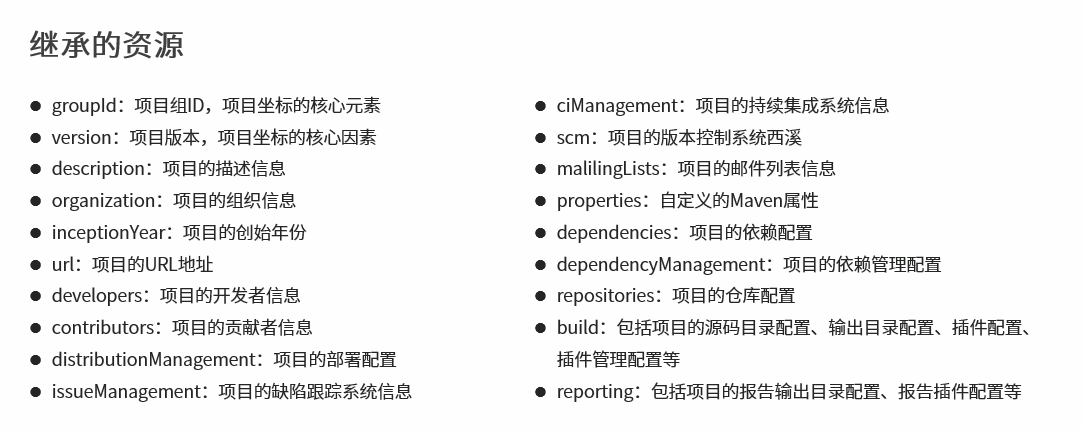 继承的资源
● groupId：项目组ID，项目坐标的核心元素
● version：项目版本，项目坐标的核心因素
● description：项目的描述信息
● organization：项目的组织信息
● inceptionYear：项目的创始年份
● url：项目的URL地址
● developers：项目的开发者信息
● contributors：项目的贡献者信息
● distributionManagement：项目的部署配置
● issueManagement：项目的缺陷跟踪系统信息
● ciManagement：项目的持续集成系统信息
● scm：项目的版本控制系统西溪
● malilingLists：项目的邮件列表信息
● properties：自定义的Maven属性
● dependencies：项目的依赖配置
● dependencyManagement：项目的依赖管理配置
● repositories：项目的仓库配置
● build：包括项目的源码目录配置、输出目录配置、插件配置、
插件管理配置等
● reporting：包括项目的报告输出目录配置、报告插件配置等